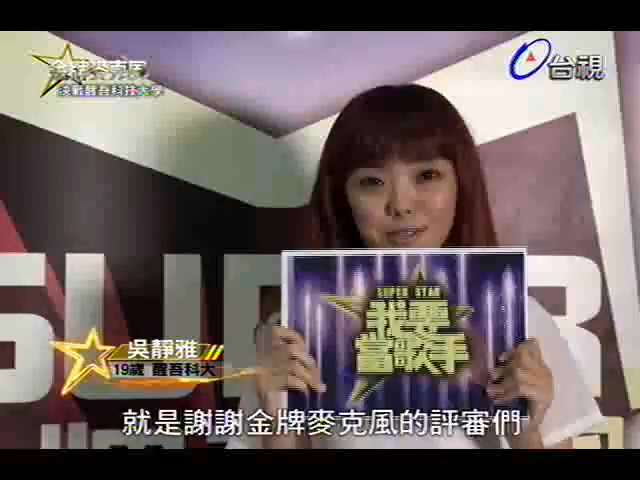 金牌麥克風
決戰醒吾科技大學
台視
SUPER STAR
我要
當歌手
吳靜雅
19歲 醒吾科大
就是謝謝金牌麥克風的評審們